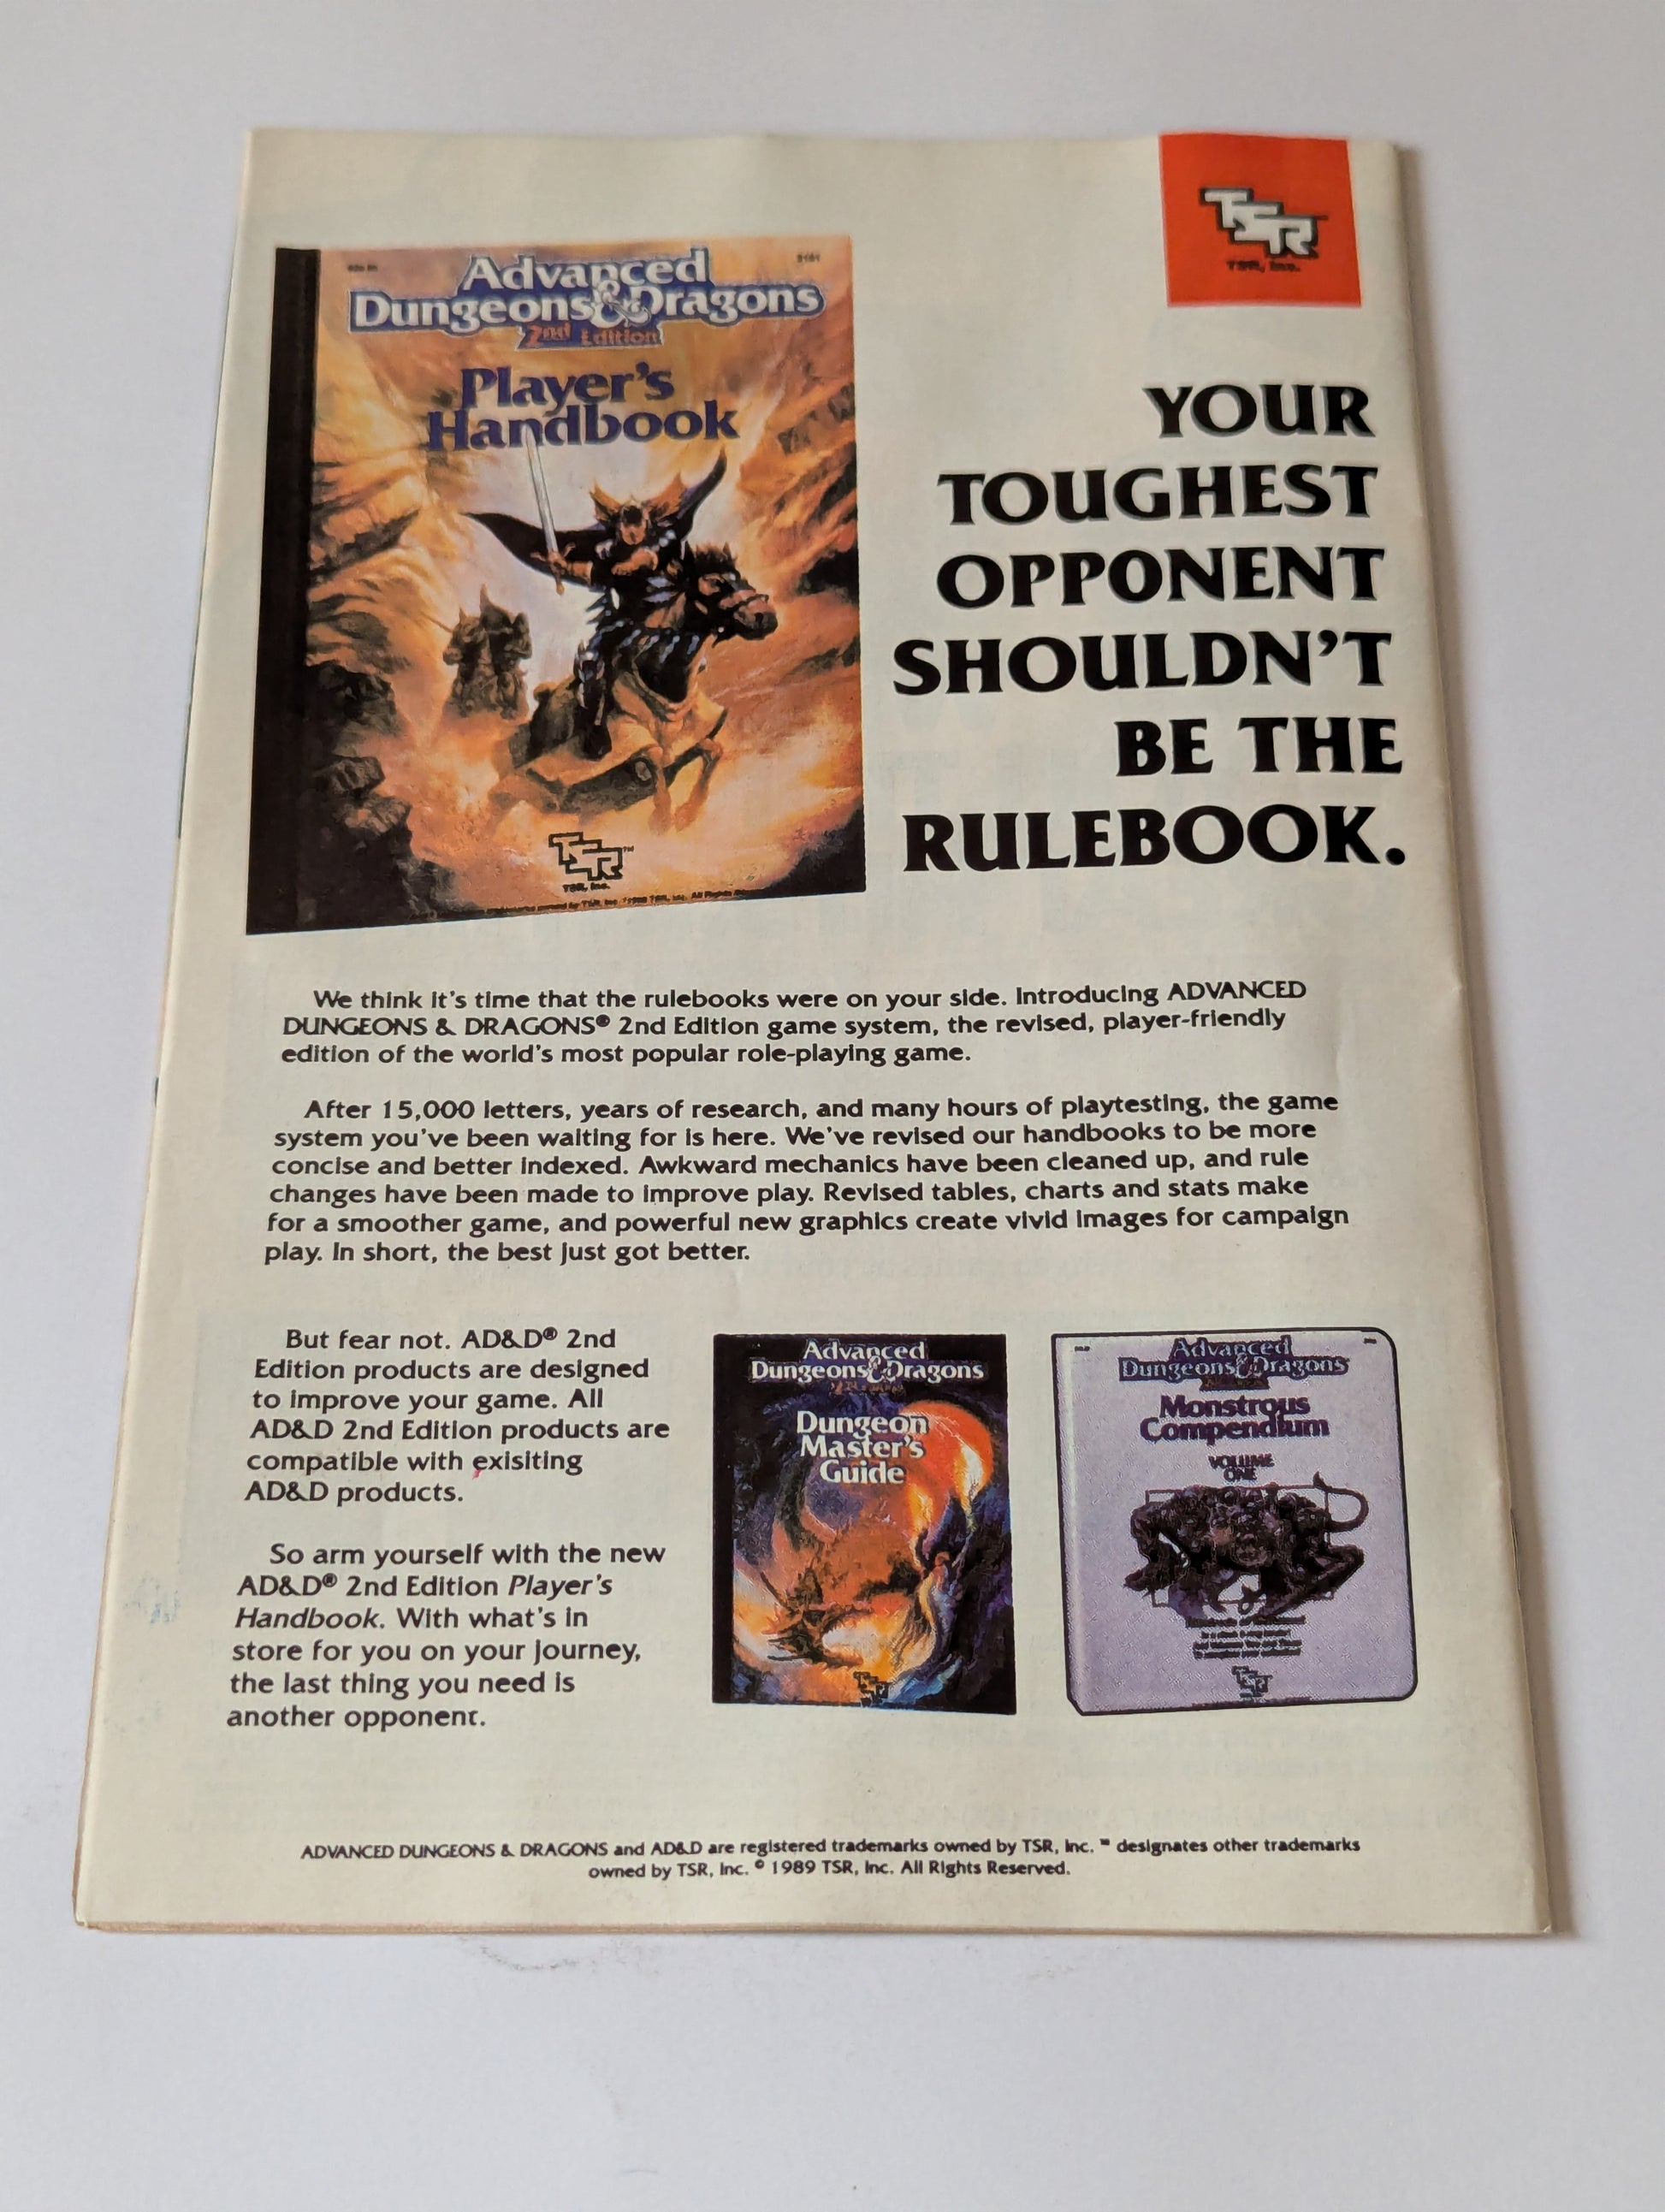 TSR
TSR, Inc.
Advanced
Dungeons & Dragons
2nd Edition
Player's
Handbook
TSR™
TSR, Inc.
YOUR
TOUGHEST
OPPONENT
SHOULDN'T
BE THE
RULEBOOK.
We think it's time that the rulebooks were on your side. Introducing ADVANCED
DUNGEONS & DRAGONS® 2nd Edition game system, the revised, player-friendly
edition of the world's most popular role-playing game.
After 15,000 letters, years of research, and many hours of playtesting, the game
system you've been waiting for is here. We've revised our handbooks to be more
concise and better indexed. Awkward mechanics have been cleaned up, and rule
changes have been made to improve play. Revised tables, charts and stats make
for a smoother game, and powerful new graphics create vivid images for campaign
play. In short, the best just got better.
But fear not. AD&D® 2nd
Edition products are designed
to improve your game. All
AD&D 2nd Edition products are
compatible with exisiting
AD&D products.
So arm yourself with the new
AD&D® 2nd Edition Player's
Handbook. With what's in
store for you on your journey,
the last thing you need is
another opponent.
Advanced
Dungeons & Dragons
Dungeon
Master's
Guide
TSR
Advanced
Dungeons & Dragons
Monstrous
Compendium
VOLUME
ONE
TSR
ADVANCED DUNGEONS & DRAGONS and AD&D are registered trademarks owned by TSR, Inc. ™ designates other trademarks
owned by TSR, Inc. © 1989 TSR, Inc. All Rights Reserved.